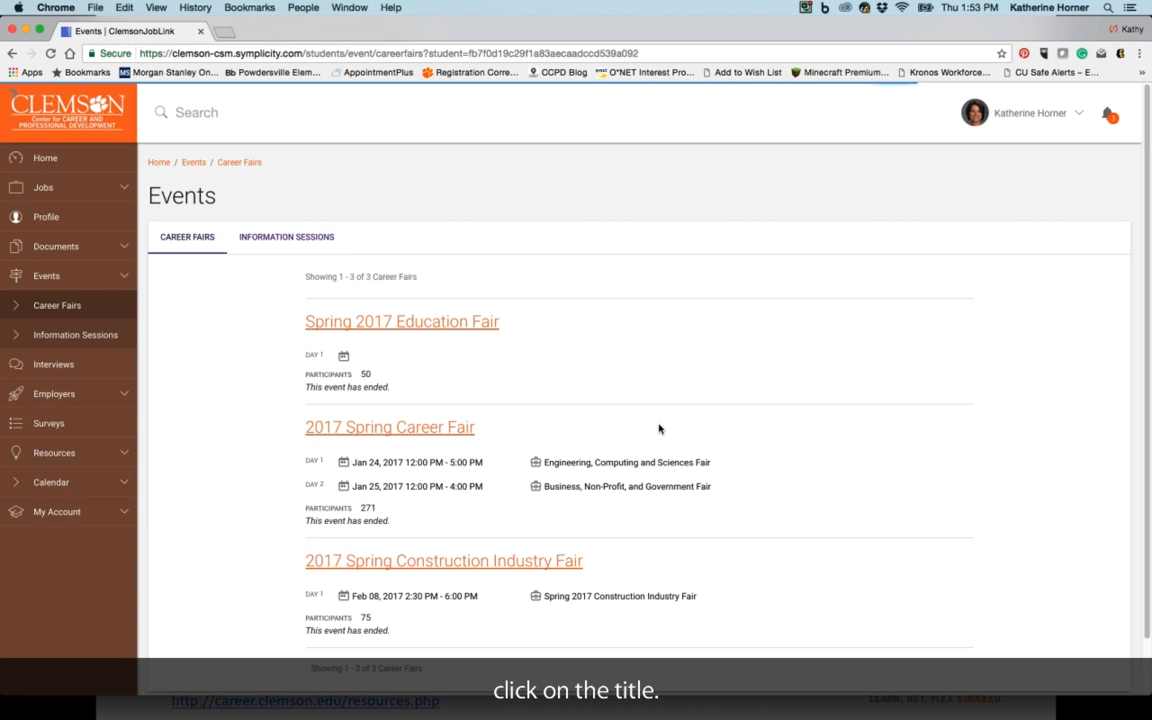 Chrome File Edit View History Bookmarks People Window Help Thu 1:53 PM Katherine Horner
Events | ClemsonJobLink Kathy
Secure https://clemson-csm.symplicity.com/students/event/careerfairs?student=fb7f0d19c29f1a83aecaadccd539a092
Apps Bookmarks Morgan Stanley On... Powdersville Elem... AppointmentPlus Registration Corre... CCPD Blog O*NET Interest Pro... Add to Wish List Minecraft Premium... Kronos Workforce... CU Safe Alerts – E...
CLEMSON
Center for CAREER AND
PROFESSIONAL DEVELOPMENT
Search
Katherine Horner
Home
Jobs
Profile
Documents
Events
Career Fairs
Information Sessions
Interviews
Employers
Surveys
Resources
Calendar
My Account
Home / Events / Career Fairs
Events
CAREER FAIRS INFORMATION SESSIONS
Showing 1 - 3 of 3 Career Fairs
Spring 2017 Education Fair
DAY 1
PARTICIPANTS 50
This event has ended.
2017 Spring Career Fair
DAY 1 Jan 24, 2017 12:00 PM - 5:00 PM Engineering, Computing and Sciences Fair
DAY 2 Jan 25, 2017 12:00 PM - 4:00 PM Business, Non-Profit, and Government Fair
PARTICIPANTS 271
This event has ended.
2017 Spring Construction Industry Fair
DAY 1 Feb 08, 2017 2:30 PM - 6:00 PM Spring 2017 Construction Industry Fair
PARTICIPANTS 75
This event has ended.
Showing 1 - 3 of 3 Career Fairs
click on the title.
http://career.clemson.edu/resources.php
LEARN, ACT, FLEX SUCCEED